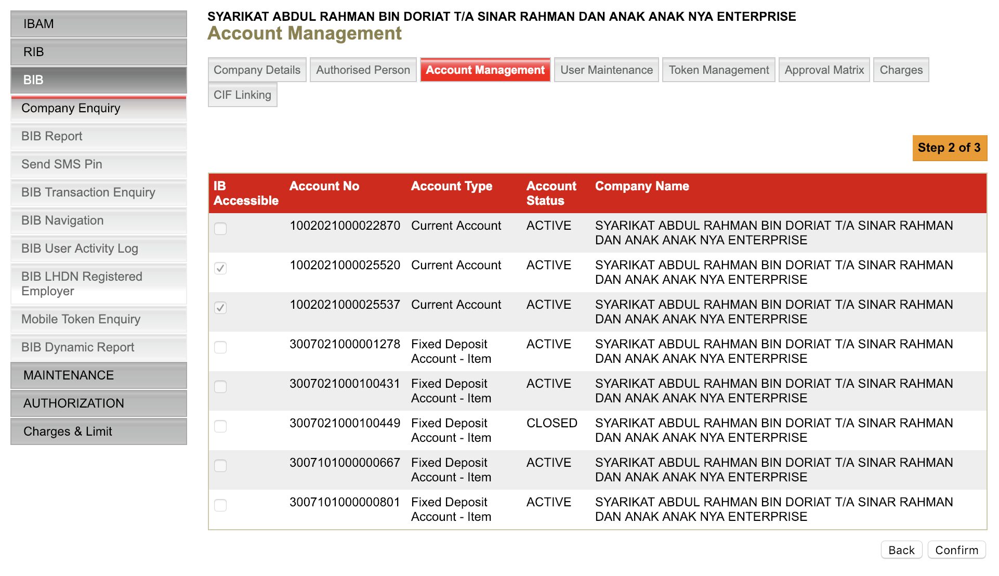 IBAM
RIB
BIB
Company Enquiry
BIB Report
Send SMS Pin
BIB Transaction Enquiry
BIB Navigation
BIB User Activity Log
BIB LHDN Registered
Employer
Mobile Token Enquiry
BIB Dynamic Report
MAINTENANCE
AUTHORIZATION
Charges & Limit
SYARIKAT ABDUL RAHMAN BIN DORIAT T/A SINAR RAHMAN DAN ANAK ANAK NYA ENTERPRISE
Account Management
Company Details Authorised Person Account Management User Maintenance Token Management Approval Matrix Charges
CIF Linking
Step 2 of 3
IB Accessible Account No Account Type Account Status Company Name
1002021000022870 Current Account ACTIVE SYARIKAT ABDUL RAHMAN BIN DORIAT T/A SINAR RAHMAN
DAN ANAK ANAK NYA ENTERPRISE
1002021000025520 Current Account ACTIVE SYARIKAT ABDUL RAHMAN BIN DORIAT T/A SINAR RAHMAN
DAN ANAK ANAK NYA ENTERPRISE
1002021000025537 Current Account ACTIVE SYARIKAT ABDUL RAHMAN BIN DORIAT T/A SINAR RAHMAN
DAN ANAK ANAK NYA ENTERPRISE
3007021000001278 Fixed Deposit ACTIVE SYARIKAT ABDUL RAHMAN BIN DORIAT T/A SINAR RAHMAN
Account - Item DAN ANAK ANAK NYA ENTERPRISE
3007021000100431 Fixed Deposit ACTIVE SYARIKAT ABDUL RAHMAN BIN DORIAT T/A SINAR RAHMAN
Account - Item DAN ANAK ANAK NYA ENTERPRISE
3007021000100449 Fixed Deposit CLOSED SYARIKAT ABDUL RAHMAN BIN DORIAT T/A SINAR RAHMAN
Account - Item DAN ANAK ANAK NYA ENTERPRISE
3007101000000667 Fixed Deposit ACTIVE SYARIKAT ABDUL RAHMAN BIN DORIAT T/A SINAR RAHMAN
Account - Item DAN ANAK ANAK NYA ENTERPRISE
3007101000000801 Fixed Deposit ACTIVE SYARIKAT ABDUL RAHMAN BIN DORIAT T/A SINAR RAHMAN
Account - Item DAN ANAK ANAK NYA ENTERPRISE
Back Confirm